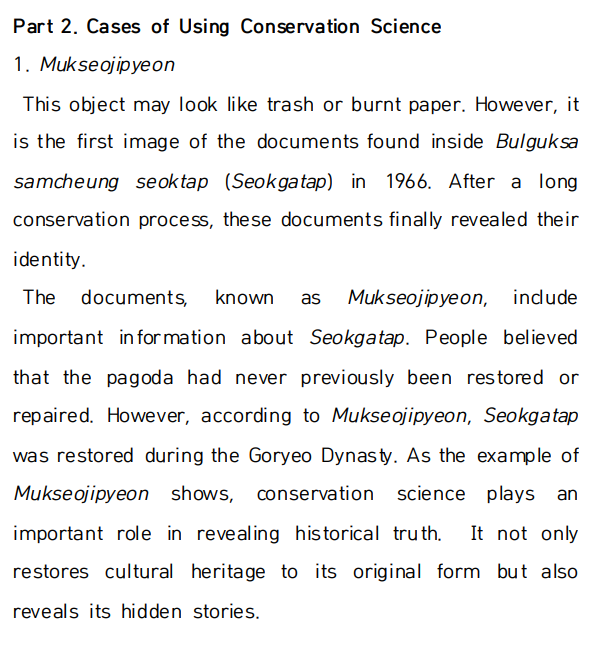 Part 2. Cases of Using Conservation Science
1. Mukseojipyeon
This object may look like trash or burnt paper. However, it
is the first image of the documents found inside Bulguksa
samcheung seoktap (Seokgatap) in 1966. After a long
conservation process, these documents finally revealed their
identity.
The documents, known as Mukseojipyeon, include
important information about Seokgatap. People believed
that the pagoda had never previously been restored or
repaired. However, according to Mukseojipyeon, Seokgatap
was restored during the Goryeo Dynasty. As the example of
Mukseojipyeon shows, conservation science plays an
important role in revealing historical truth. It not only
restores cultural heritage to its original form but also
reveals its hidden stories.